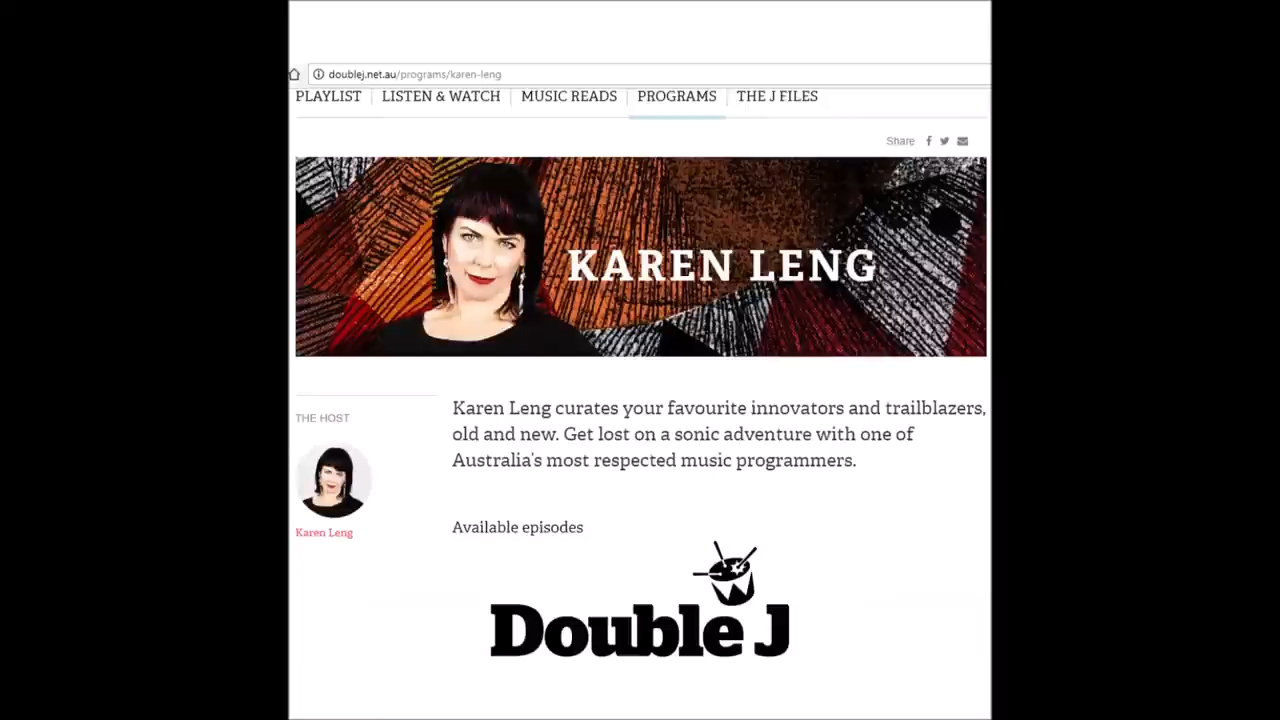 doublej.net.au/programs/karen-leng
PLAYLIST LISTEN & WATCH MUSIC READS PROGRAMS THE J FILES
Share
KAREN LENG
THE HOST
Karen Leng
Karen Leng curates your favourite innovators and trailblazers,
old and new. Get lost on a sonic adventure with one of
Australia's most respected music programmers.
Available episodes
Double J